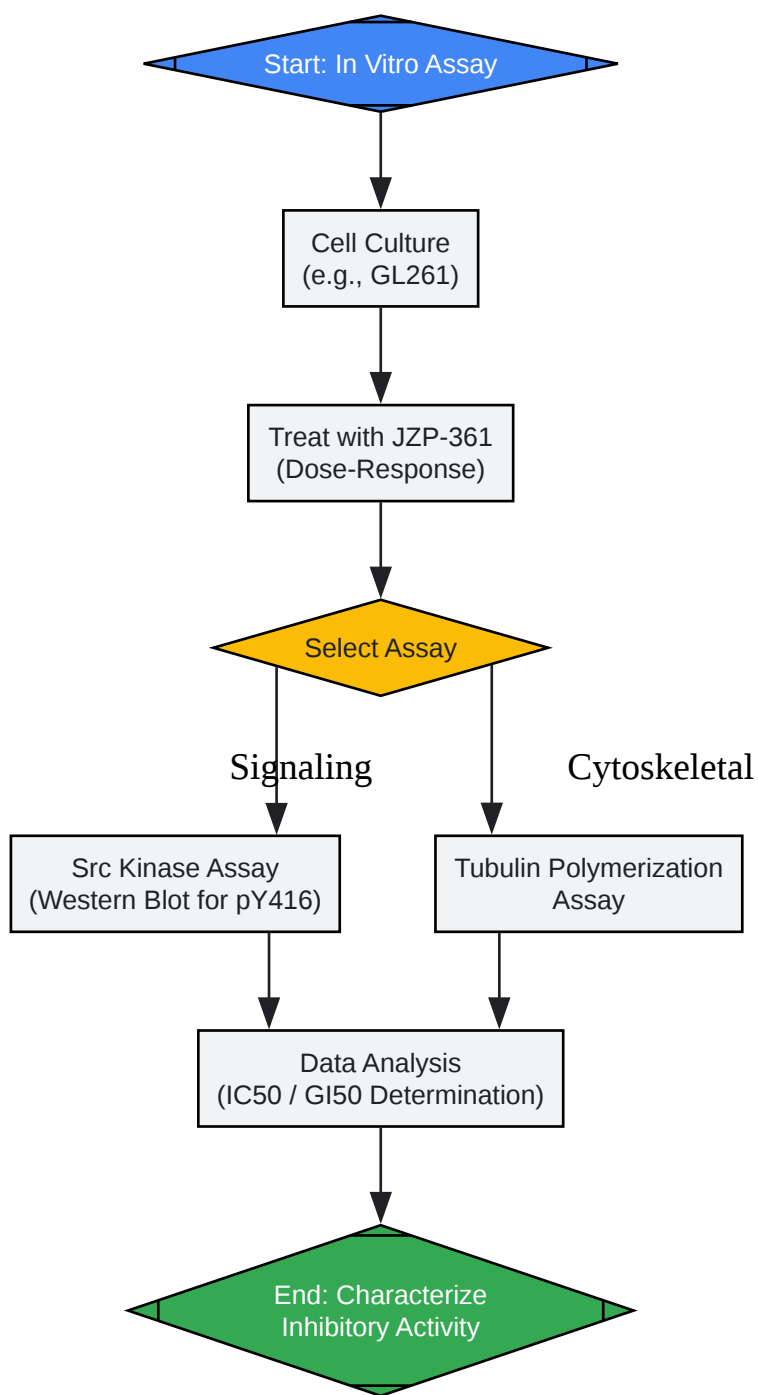 Start: In Vitro Assay
Cell Culture
(e.g., GL261)
Treat with JZP-361
(Dose-Response)
Select Assay
Signaling
Cytoskeletal
Src Kinase Assay
(Western Blot for pY416)
Tubulin Polymerization
Assay
Data Analysis
(IC50 / GI50 Determination)
End: Characterize
Inhibitory Activity